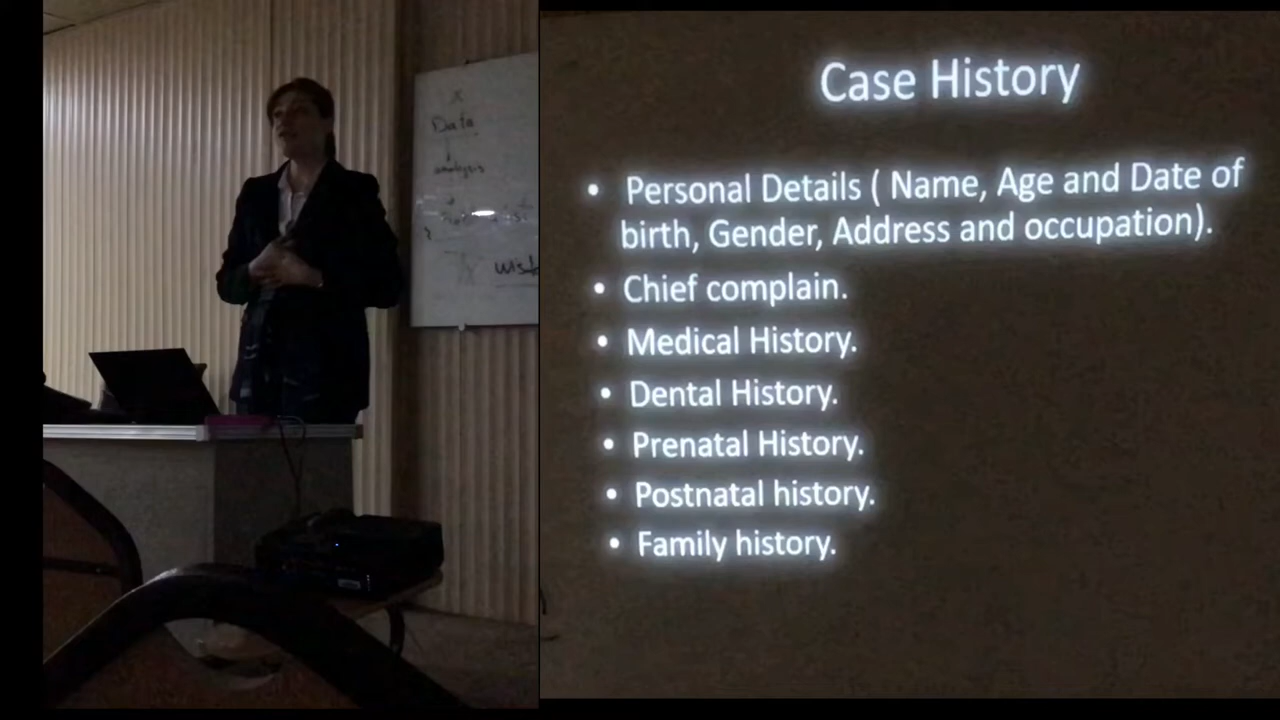 Data
analysis
Case History
• Personal Details ( Name, Age and Date of
birth, Gender, Address and occupation).
• Chief complain.
• Medical History.
• Dental History.
• Prenatal History.
• Postnatal history.
• Family history.